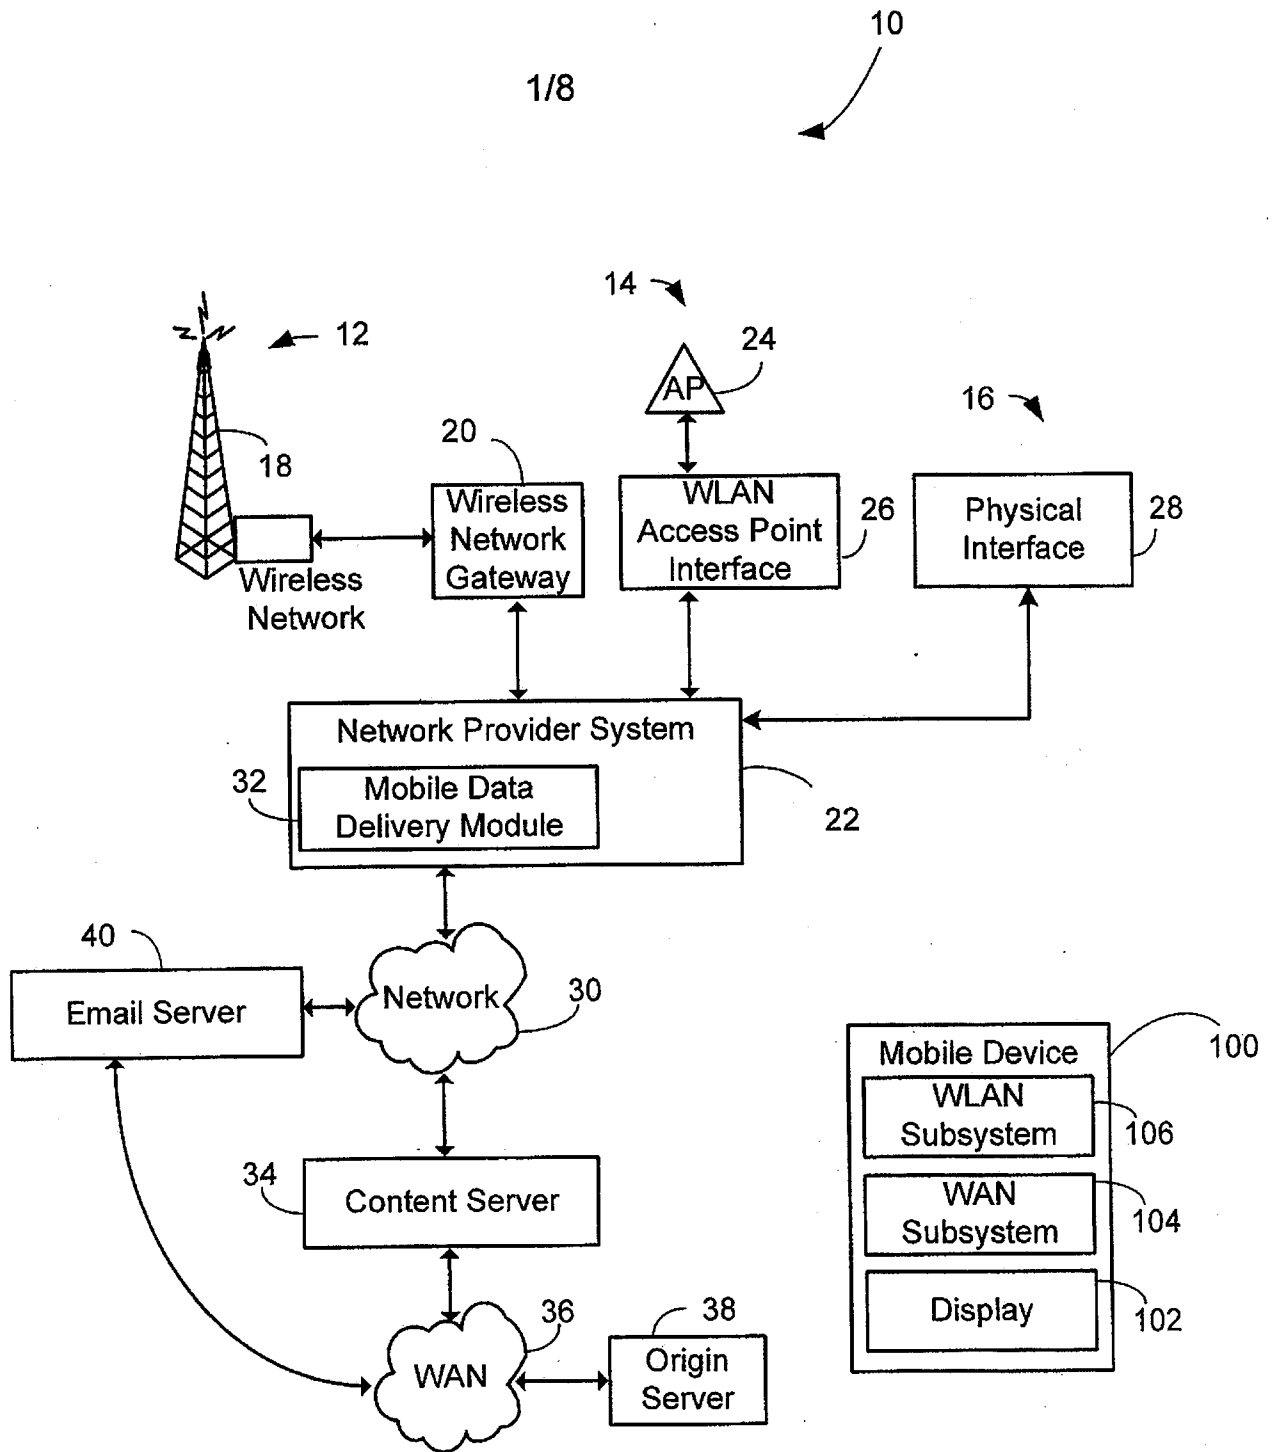 10
1/8
14
12
24
AP
16
18
20
Wireless
Network
Gateway
WLAN
Access Point
Interface
26
Physical
Interface
28
Wireless
Network
Network Provider System
32
Mobile Data
Delivery Module
22
40
Email Server
Network
30
Mobile Device
100
WLAN
Subsystem
106
34
Content Server
WAN
Subsystem
104
Display
102
36
WAN
38
Origin
Server